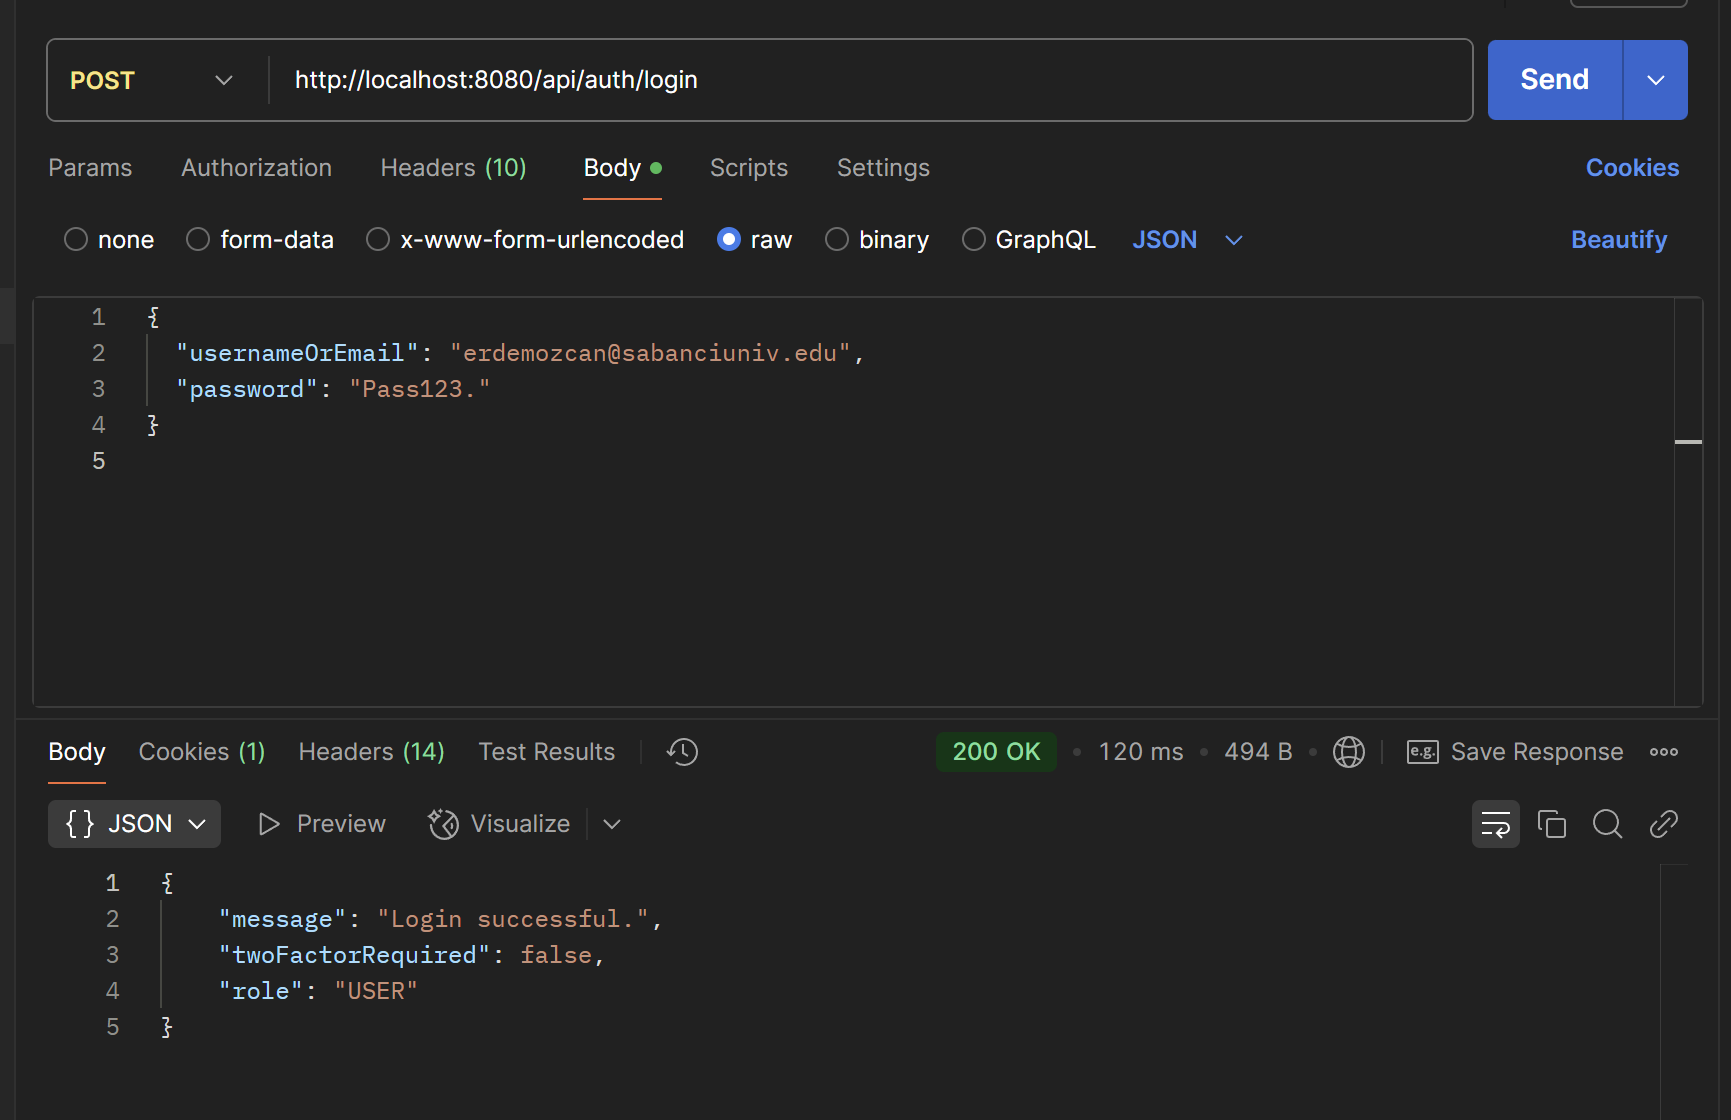 POST http://localhost:8080/api/auth/login Send
Params Authorization Headers (10) Body Scripts Settings Cookies
none form-data x-www-form-urlencoded raw binary GraphQL JSON Beautify
1 {
2 "usernameOrEmail": "erdemozcan@sabanciuniv.edu",
3 "password": "Pass123."
4 }
5
Body Cookies (1) Headers (14) Test Results 200 OK • 120 ms • 494 B • e.g. Save Response
{} JSON Preview Visualize
1 {
2 "message": "Login successful.",
3 "twoFactorRequired": false,
4 "role": "USER"
5 }